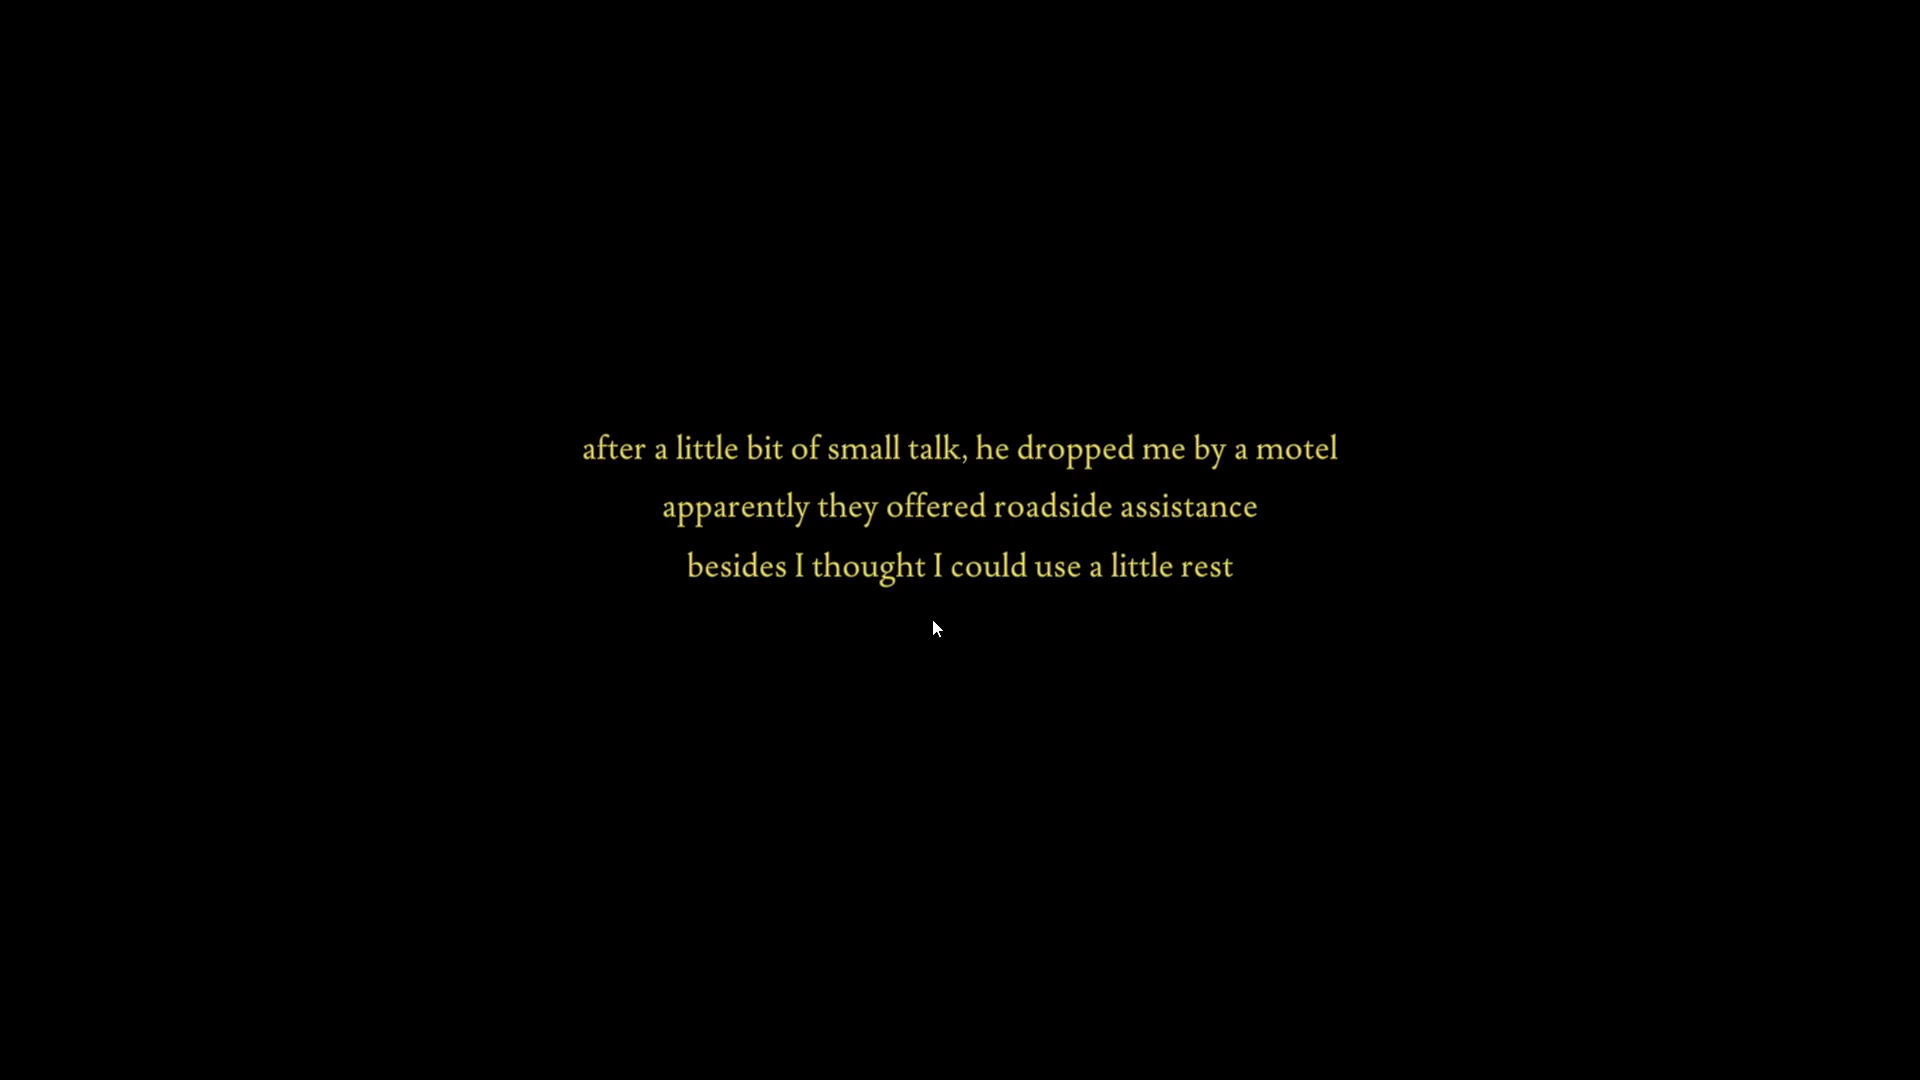 after a little bit of small talk, he dropped me by a motel
apparently they offered roadside assistance
besides I thought I could use a little rest